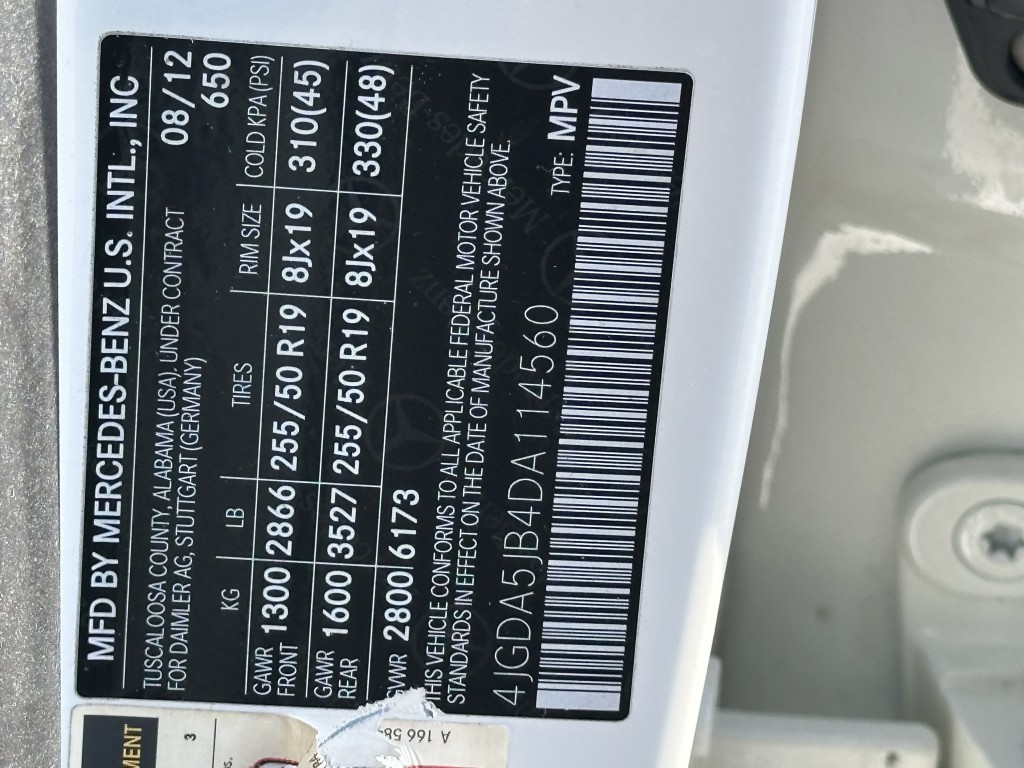 MFD BY MERCEDES-BENZ U.S. INTL., INC
TUSCALOOSA COUNTY, ALABAMA (USA), UNDER CONTRACT 08/12
FOR DAIMLER AG, STUTTGART (GERMANY) 650
KG LB TIRES RIM SIZE COLD KPA (PSI)
GAWR FRONT 1300 2866 255/50 R19 8Jx19 310(45)
GAWR REAR 1600 3527 255/50 R19 8Jx19 330(48)
GVWR 2800 6173
THIS VEHICLE CONFORMS TO ALL APPLICABLE FEDERAL MOTOR VEHICLE SAFETY
STANDARDS IN EFFECT ON THE DATE OF MANUFACTURE SHOWN ABOVE.
4JGDA5JB4DA114560 TYPE: MPV
MENT
3
A 166 58